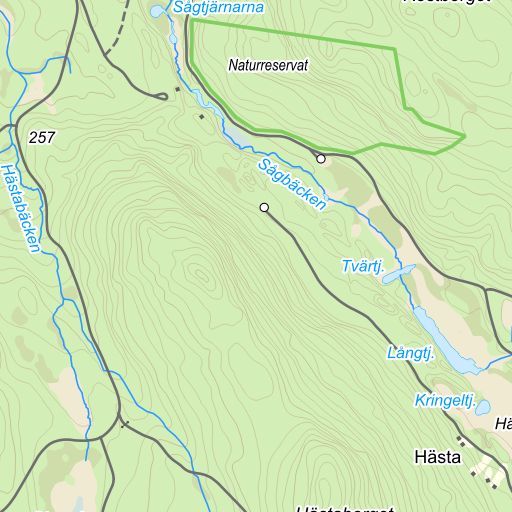 Sågtjärnarna
Naturreservat
257
Sågbäcken
Hästabäcken
Tvärtj.
Långtj.
Kringeltj.
Hästa